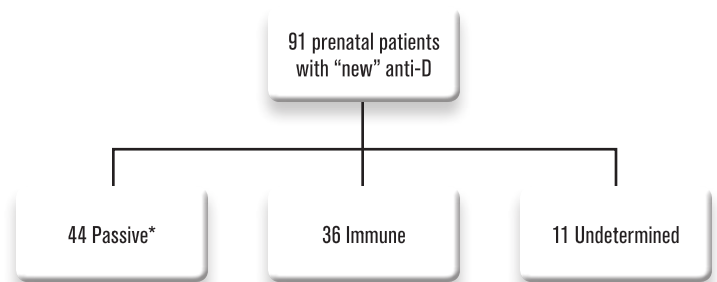 91 prenatal patients
with “new” anti-D
44 Passive*
36 Immune
11 Undetermined